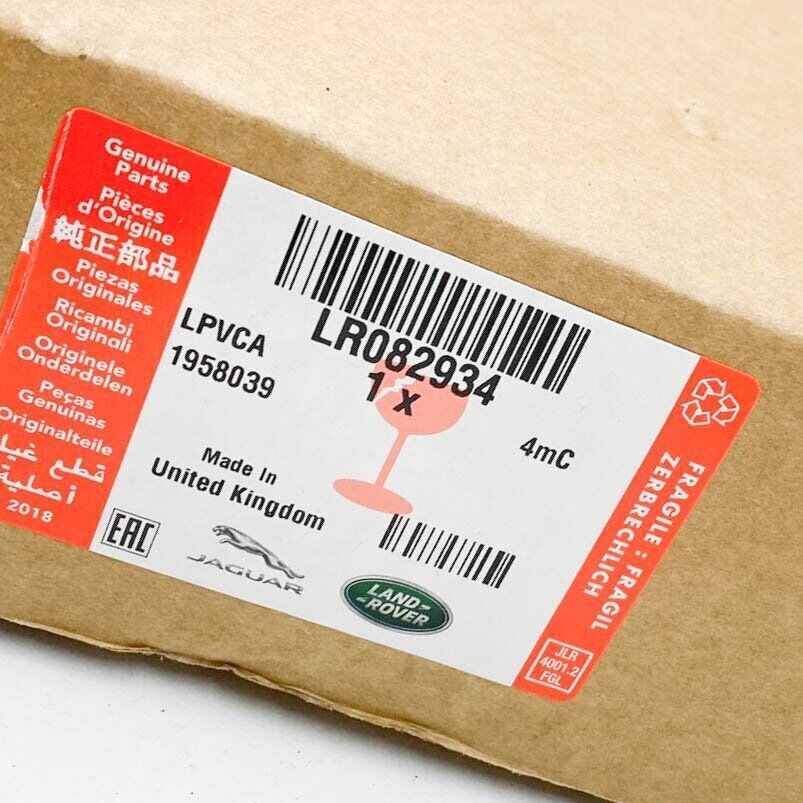 Genuine
Parts
Pièces
d'Origine
純正部品
Piezas
Originales
Ricambi
Originali
Originele
Onderdelen
Peças
Genuínas
Originalteile
قطع غيار
أصلية
2018
LR082934
1 x
LPVCA
1958039
4mC
Made In
United Kingdom
EAC
JAGUAR
LAND-
-ROVER
FRAGILE : FRAGIL
ZERBRECHLICH
JLR
4001.2
FGL